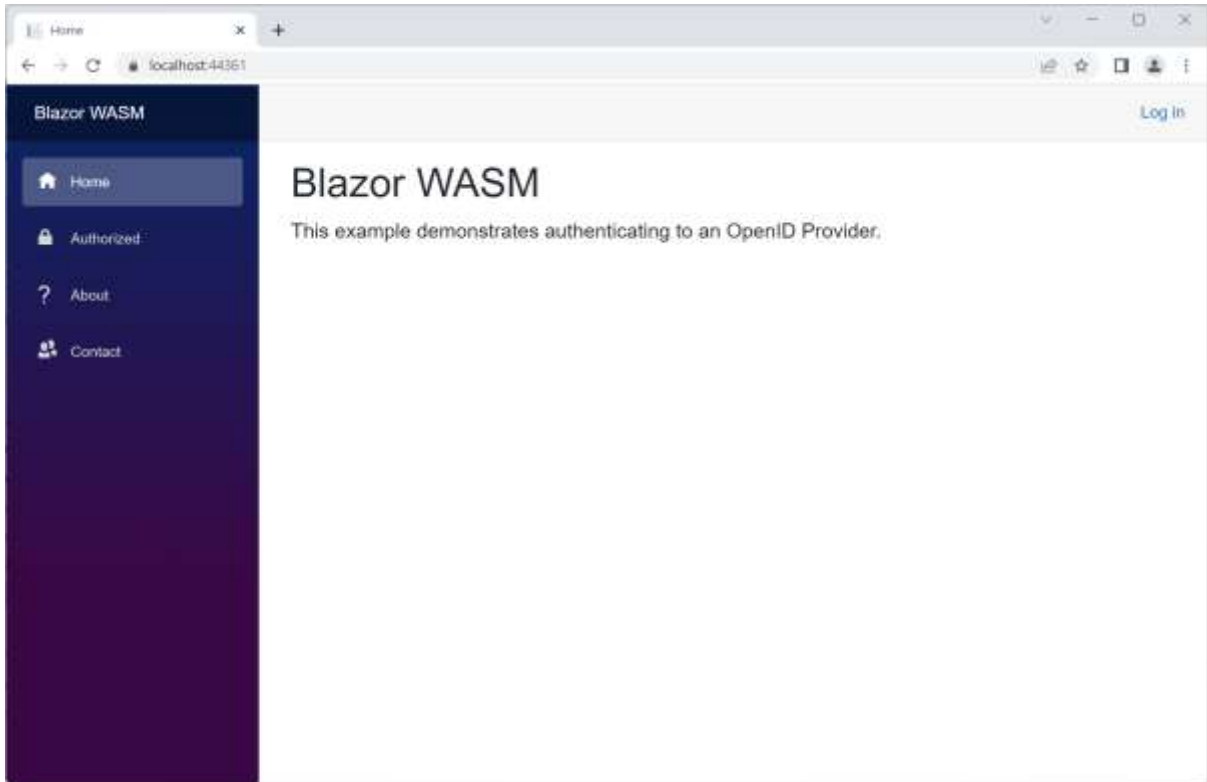 Home
localhost:44361
Blazor WASM
Log in
Home
Authorized
About
Contact
Blazor WASM
This example demonstrates authenticating to an OpenID Provider.